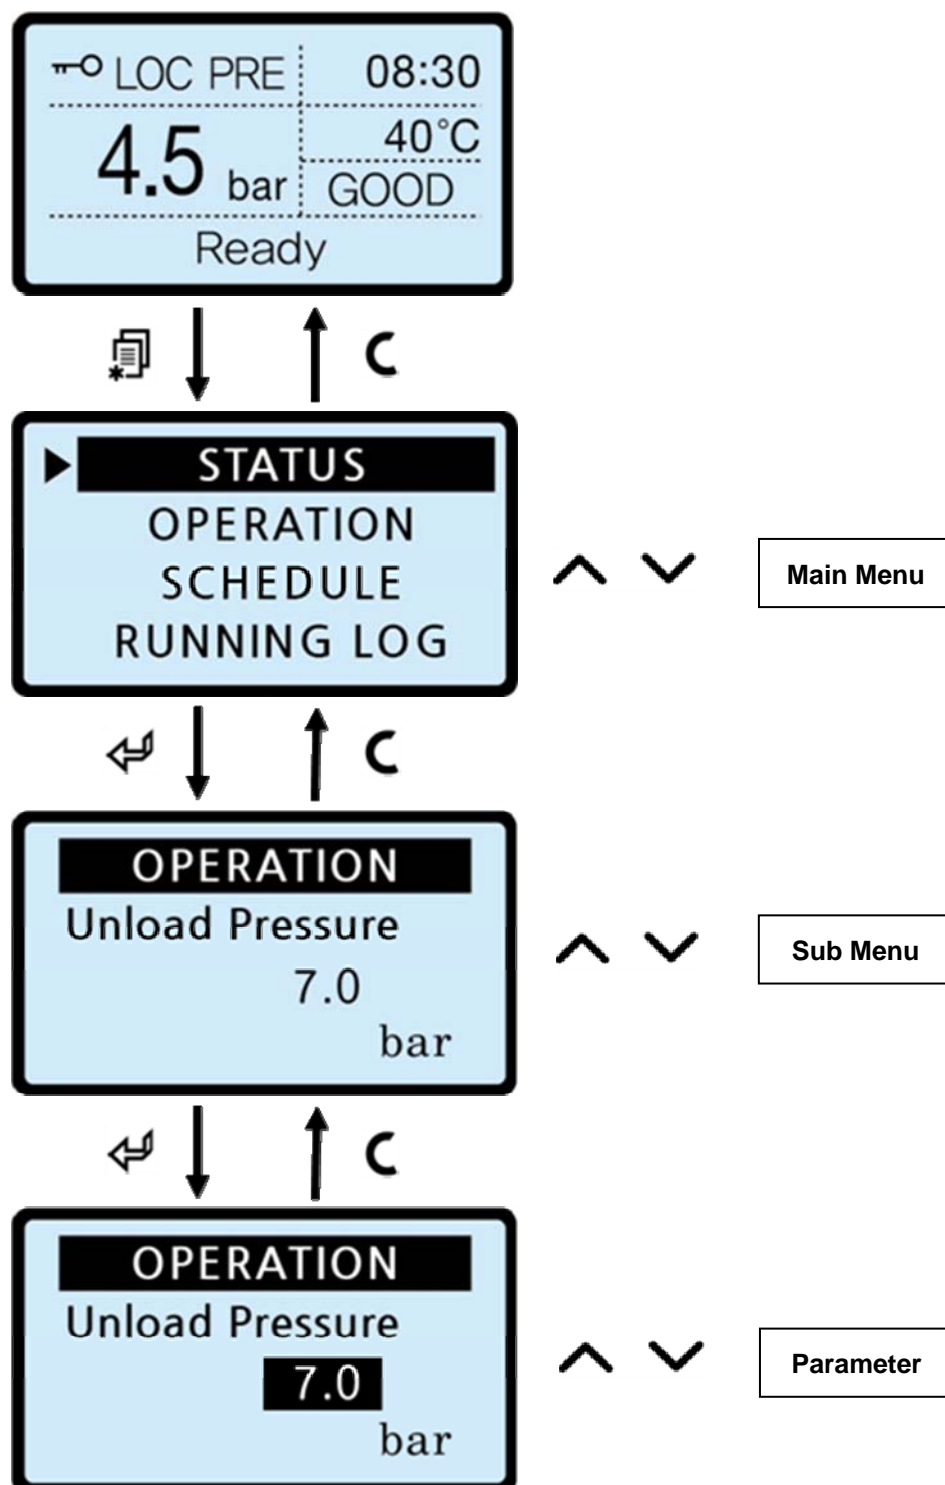 LOC PRE 08:30
4.5 bar 40°C
GOOD
Ready
C
STATUS
OPERATION
SCHEDULE
RUNNING LOG
Main Menu
C
OPERATION
Unload Pressure
7.0
bar
Sub Menu
C
OPERATION
Unload Pressure
7.0
bar
Parameter